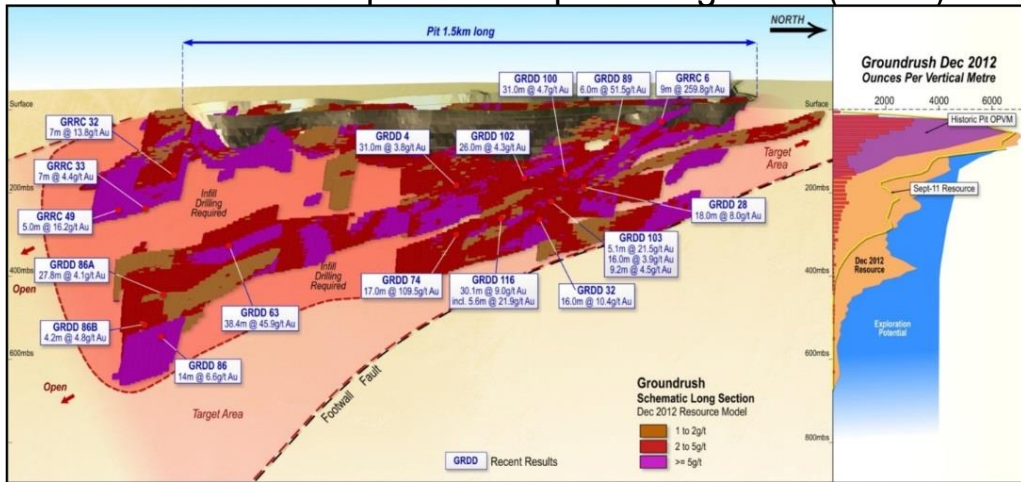 Pit 1.5km long
NORTH
Surface
200mbs
400mbs
600mbs
Open
Open
GRRC 32
7m @ 13.8g/t Au
GRRC 33
7m @ 4.4g/t Au
GRRC 49
5.0m @ 16.2g/t Au
GRDD 86A
27.8m @ 4.1g/t Au
GRDD 86B
4.2m @ 4.8g/t Au
GRDD 86
14m @ 6.6g/t Au
GRDD 63
38.4m @ 45.9g/t Au
Infill
Drilling
Required
Infill
Drilling
Required
GRDD 100
31.0m @ 4.7g/t Au
GRDD 89
6.0m @ 51.5g/t Au
GRRC 6
9m @ 259.8g/t Au
GRDD 4
31.0m @ 3.8g/t Au
GRDD 102
26.0m @ 4.3g/t Au
Target
Area
GRDD 28
18.0m @ 8.0g/t Au
GRDD 103
5.1m @ 21.5g/t Au
16.0m @ 3.9g/t Au
9.2m @ 4.5g/t Au
GRDD 74
17.0m @ 109.5g/t Au
GRDD 116
30.1m @ 9.0g/t Au
incl. 5.6m @ 21.9g/t Au
GRDD 32
16.0m @ 10.4g/t Au
Target Area
Footwall Fault
GRDD Recent Results
Groundrush
Schematic Long Section
Dec 2012 Resource Model
1 to 2g/t
2 to 5g/t
>= 5g/t
Groundrush Dec 2012
Ounces Per Vertical Metre
2000 4000 6000
Surface
200mbs
400mbs
600mbs
800mbs
Historic Pit OPVM
Sept-11 Resource
Dec 2012
Resource
Exploration
Potential